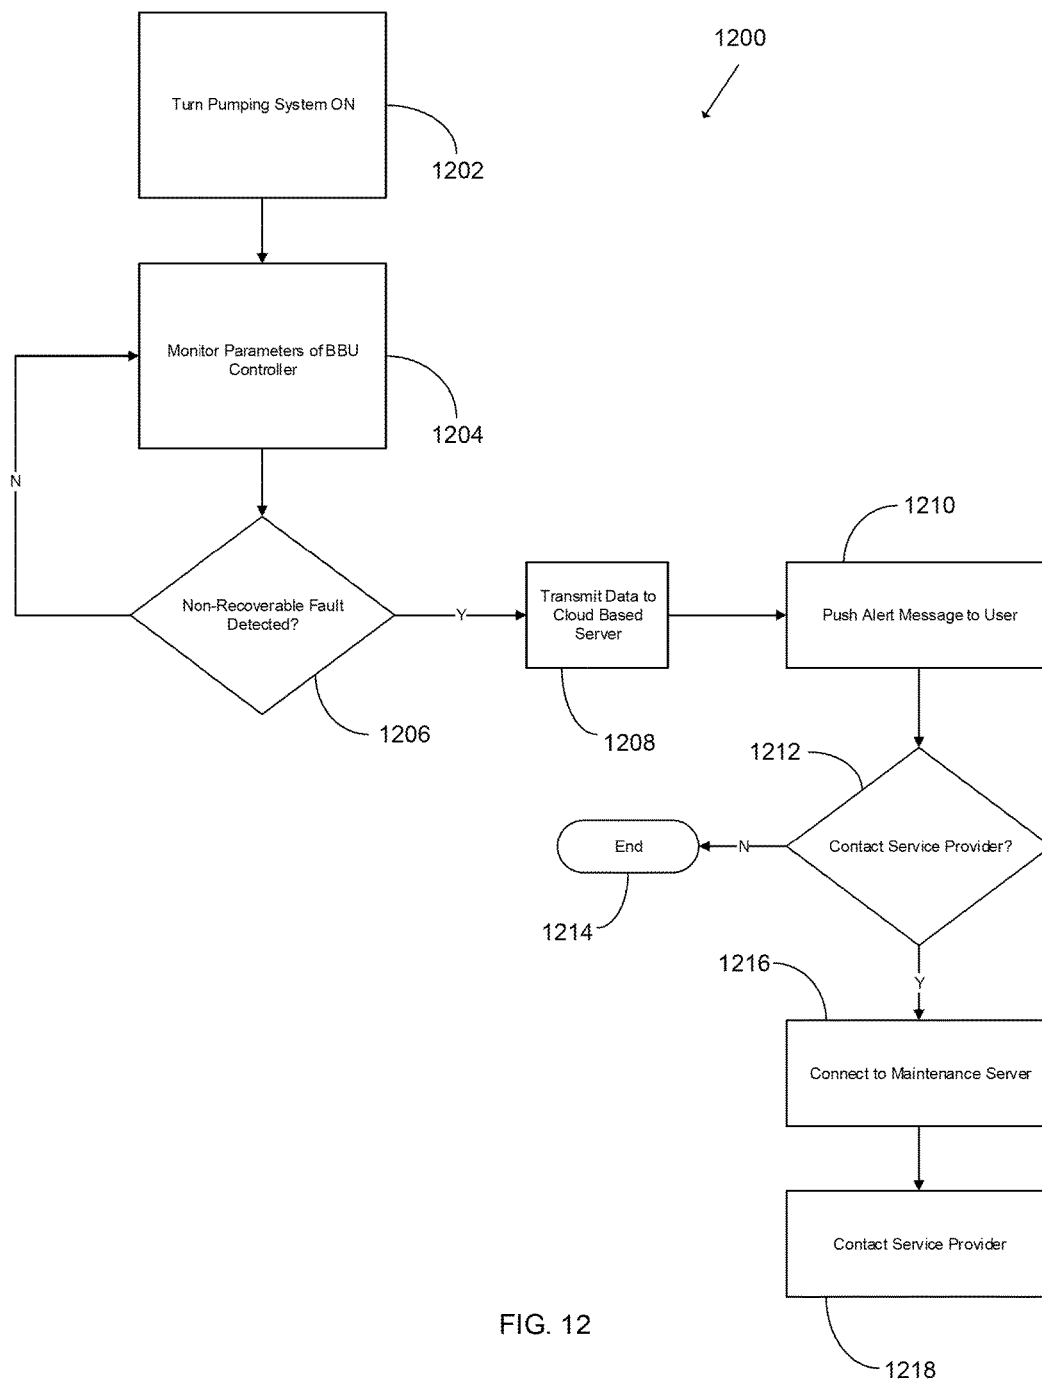 1200
Turn Pumping System ON
1202
Monitor Parameters of BBU
Controller
1204
N
Non-Recoverable Fault
Detected?
1206
Y
Transmit Data to
Cloud Based
Server
1208
1210
Push Alert Message to User
1212
Contact Service Provider?
N
End
1214
Y
1216
Connect to Maintenance Server
Contact Service Provider
1218
FIG. 12